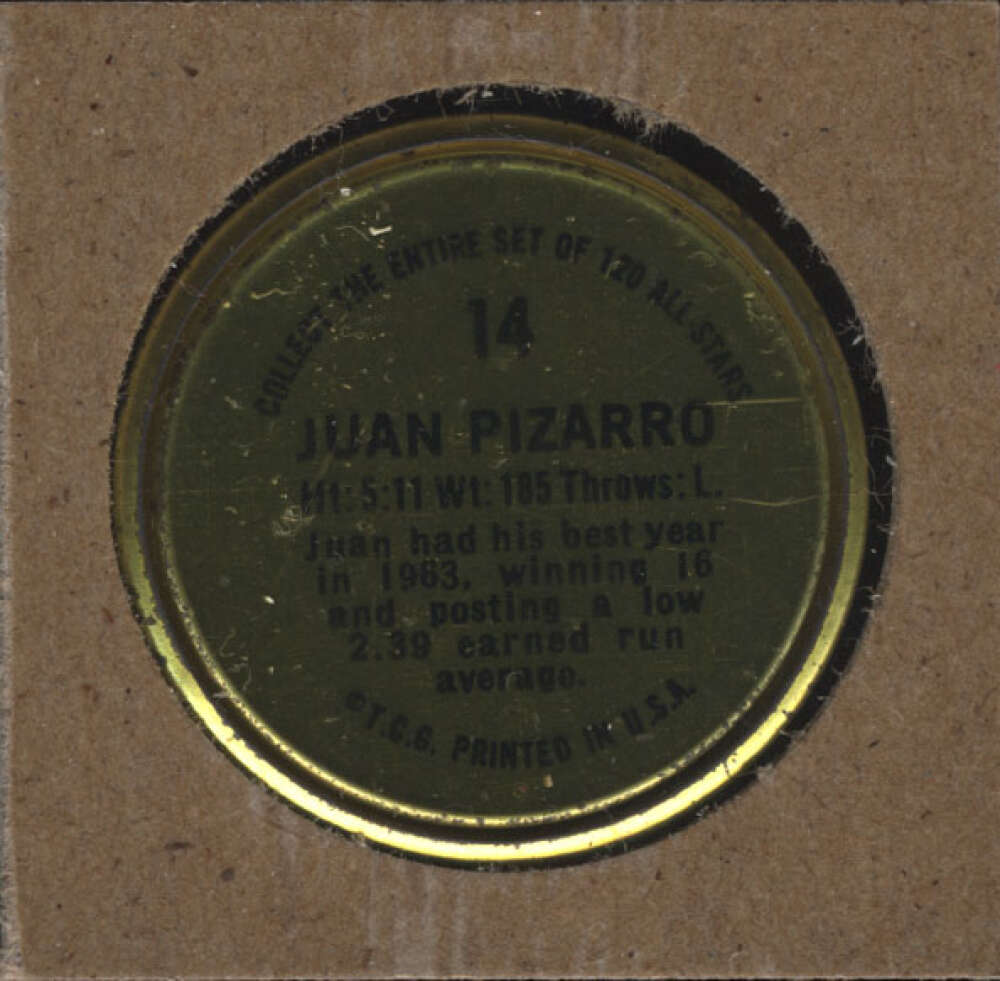 COLLECT THE ENTIRE SET OF 120 ALL-STARS
14
JUAN PIZARRO
Ht: 5:11 Wt: 185 Throws: L.
Juan had his best year
in 1963, winning 16
and posting a low
2.39 earned run
average.
©T.C.G. PRINTED IN U.S.A.